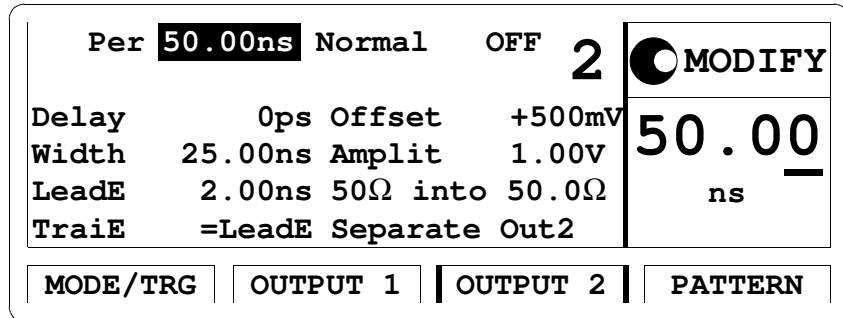 Per 50.00ns Normal OFF 2 MODIFY
Delay 0ps Offset +500mV
50.00
Width 25.00ns Amplit 1.00V
LeadE 2.00ns 50Ω into 50.0Ω ns
TraiE =LeadE Separate Out2
MODE/TRG OUTPUT 1 OUTPUT 2 PATTERN